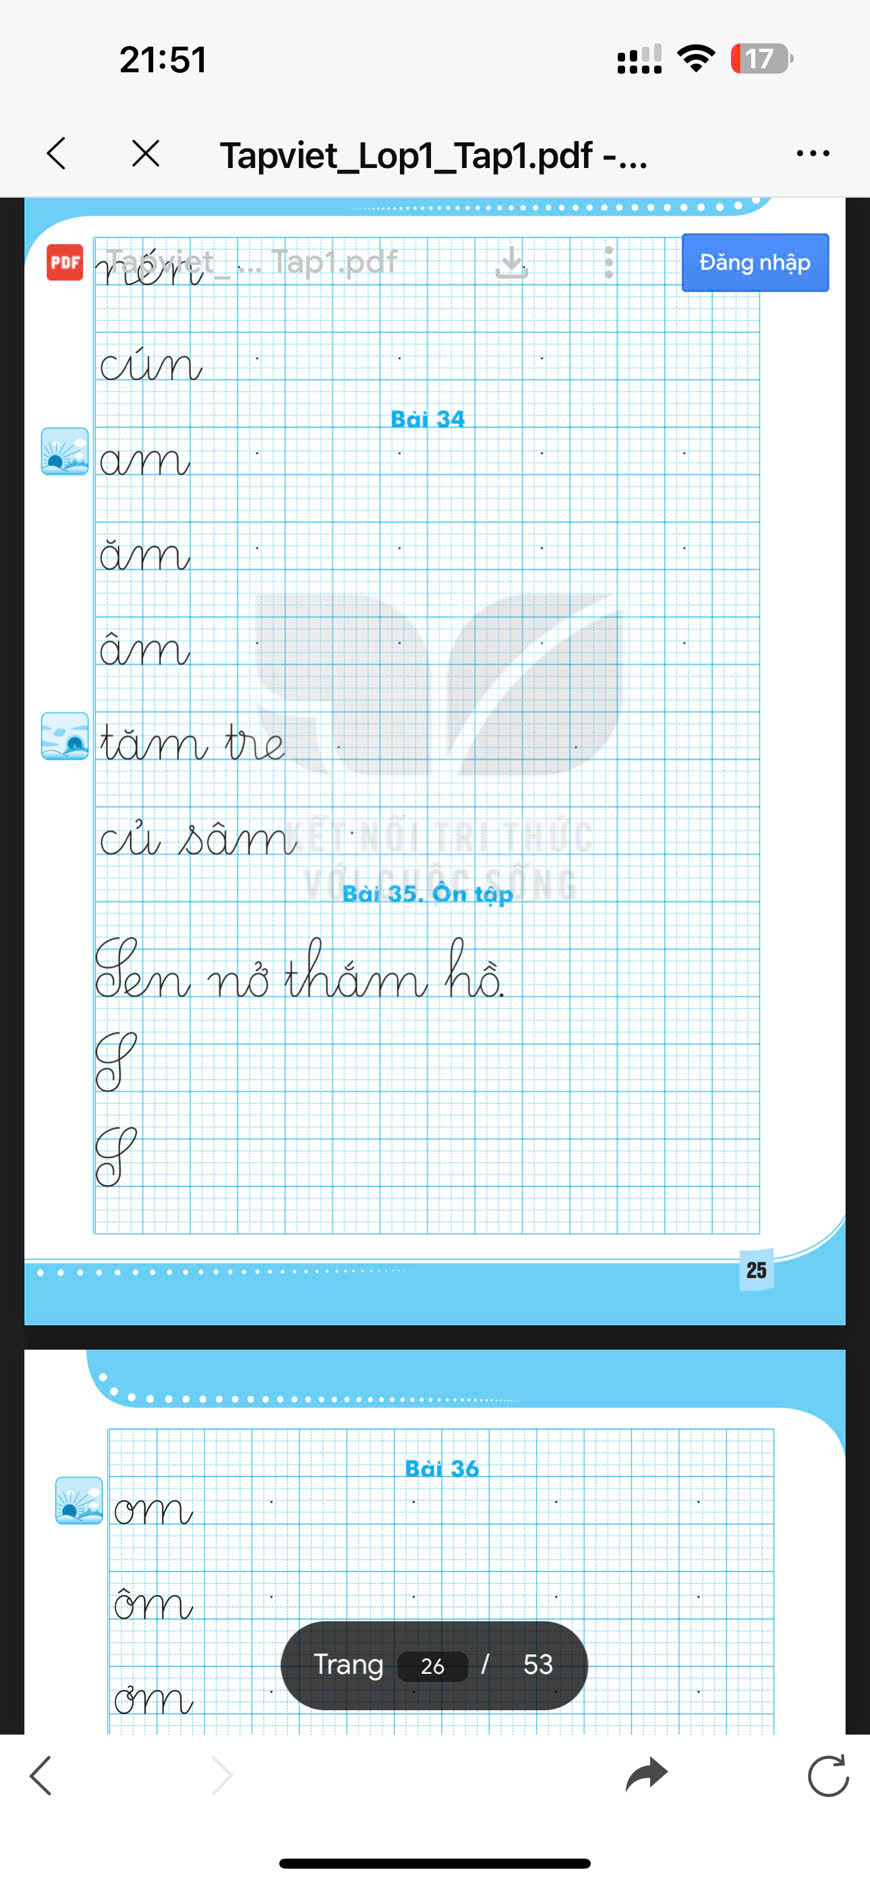 21:51
17
Tapviet_Lop1_Tap1.pdf -...
PDF
Tapviet_... Tap1.pdf
Đăng nhập
nén
cún
Bài 34
am
ăm
âm
tăm tre
củ sâm
KẾT NỐI TRI THỨC
VỚI CUỘC SỐNG
Bài 35. Ôn tập
Sen nở thắm hồ.
S
S
25
Bài 36
om
ôm
ơm
Trang 26 / 53